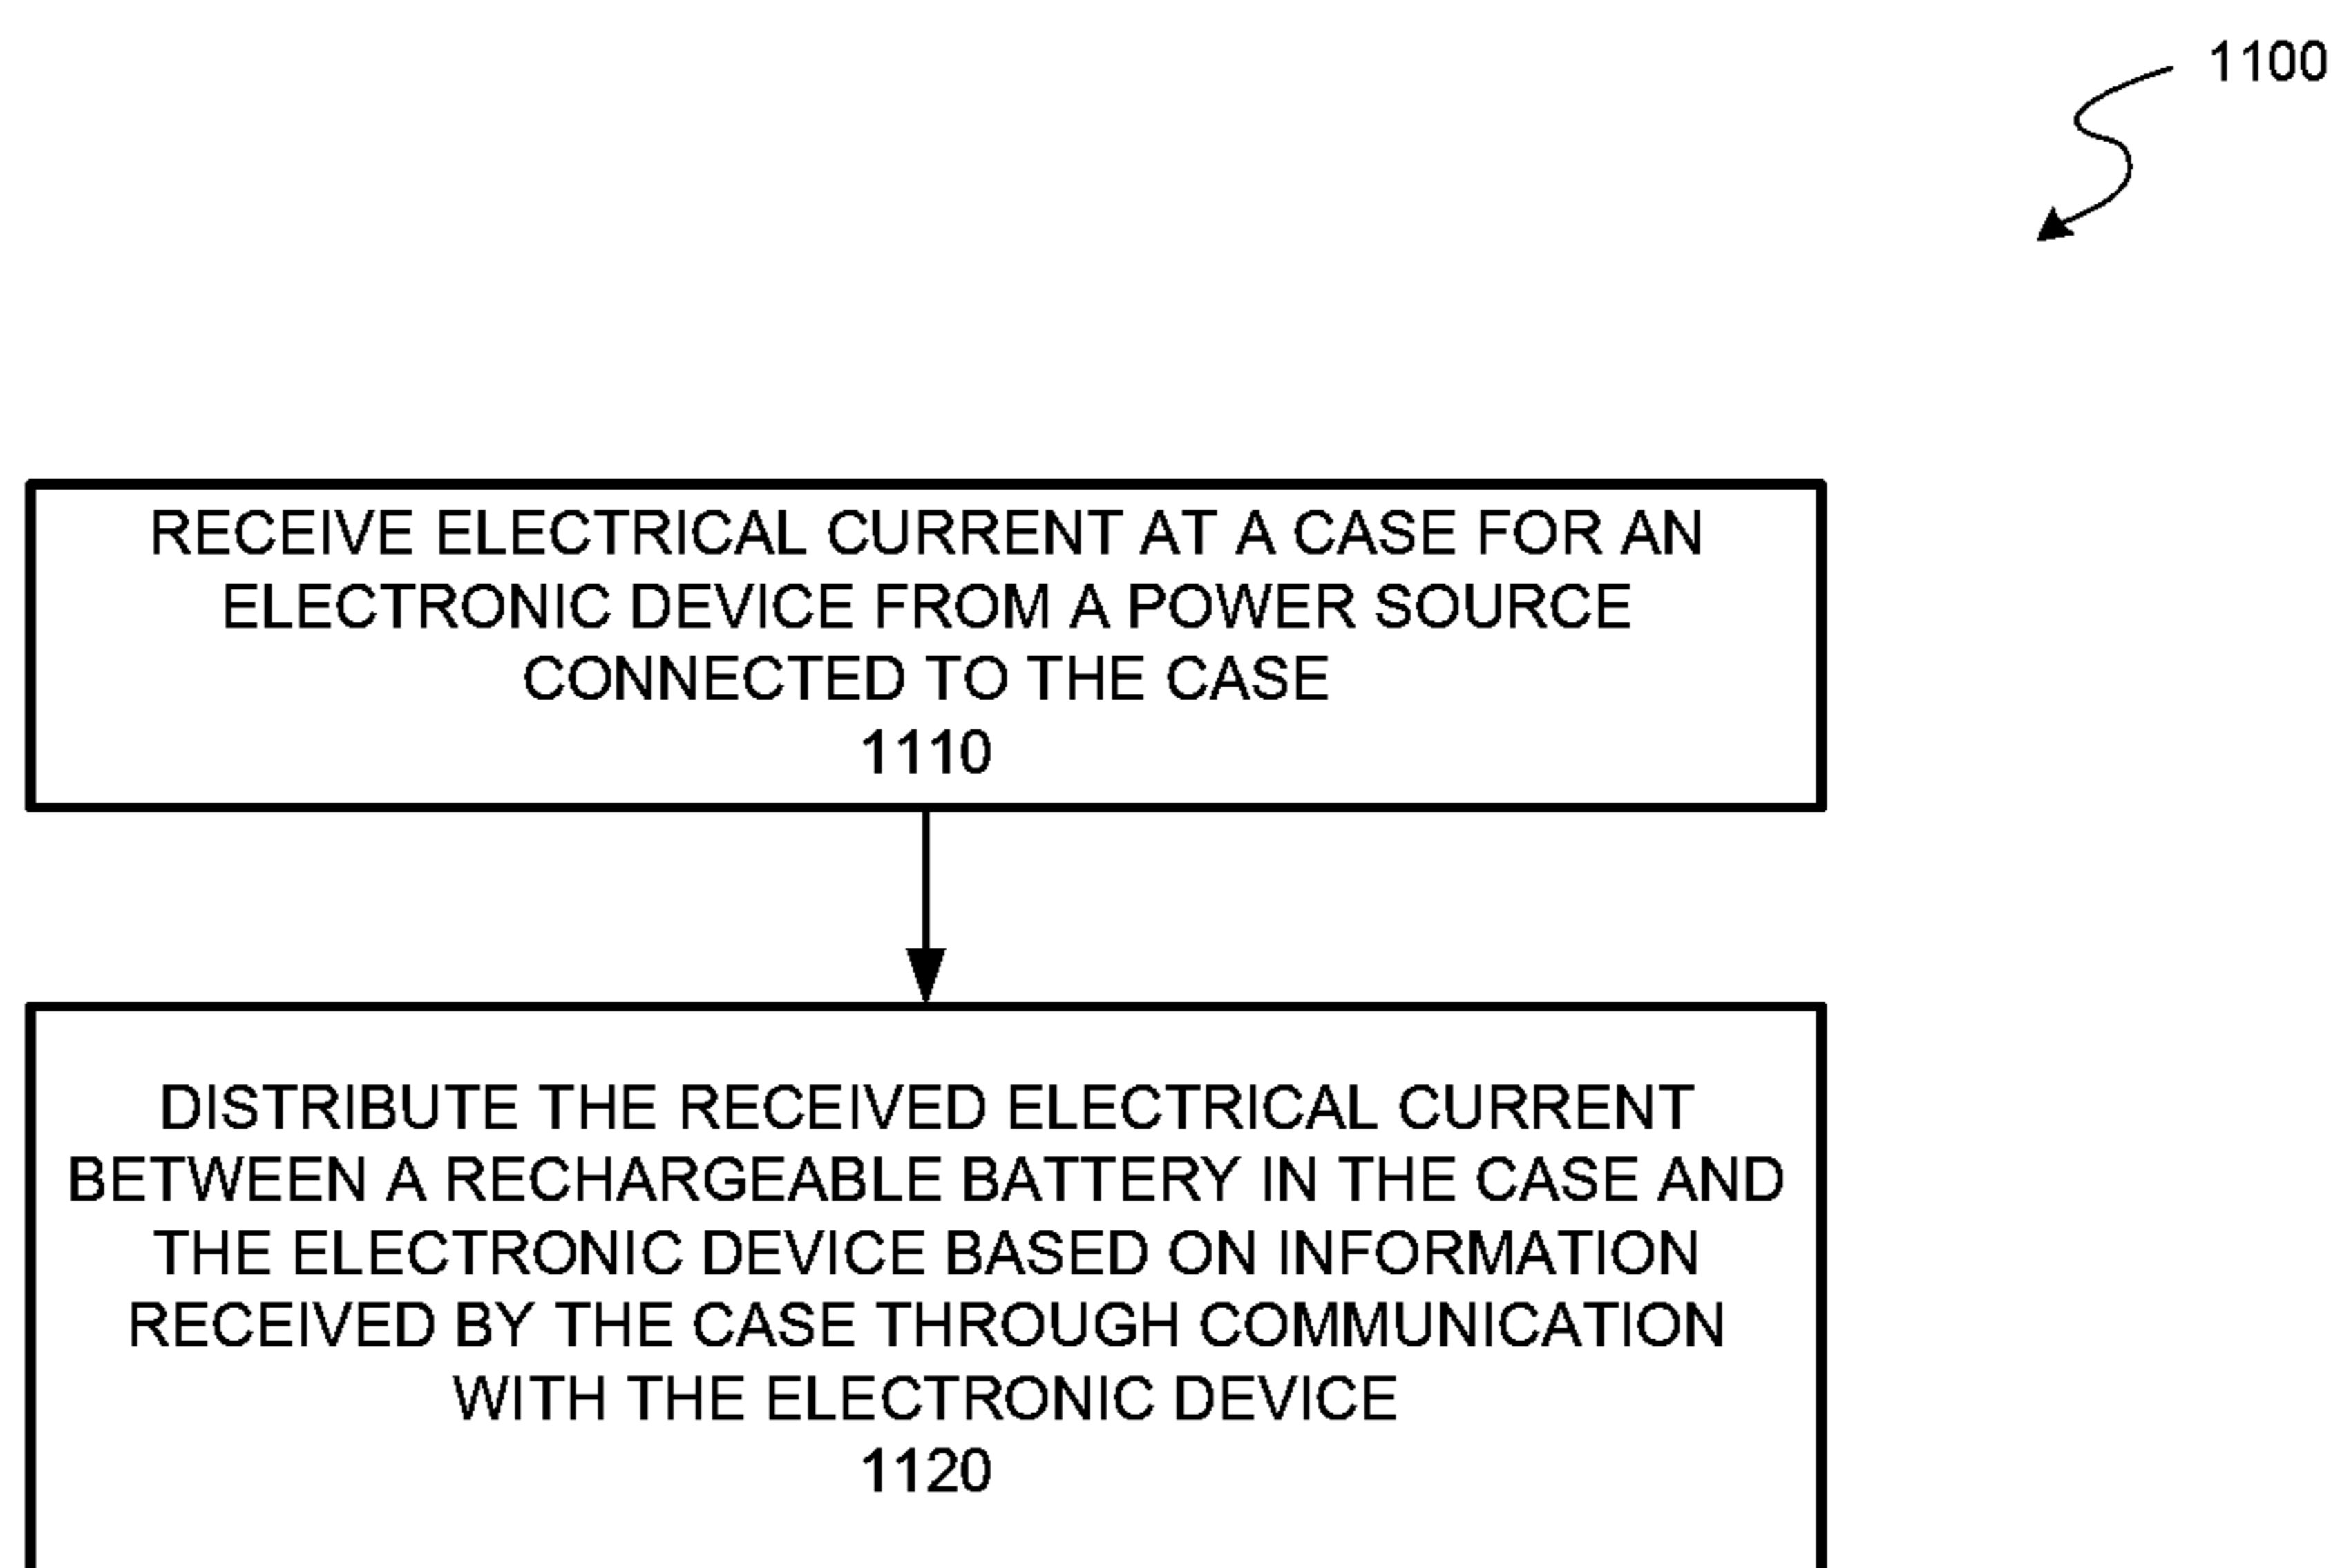 1100
RECEIVE ELECTRICAL CURRENT AT A CASE FOR AN
ELECTRONIC DEVICE FROM A POWER SOURCE
CONNECTED TO THE CASE
1110
DISTRIBUTE THE RECEIVED ELECTRICAL CURRENT
BETWEEN A RECHARGEABLE BATTERY IN THE CASE AND
THE ELECTRONIC DEVICE BASED ON INFORMATION
RECEIVED BY THE CASE THROUGH COMMUNICATION
WITH THE ELECTRONIC DEVICE
1120